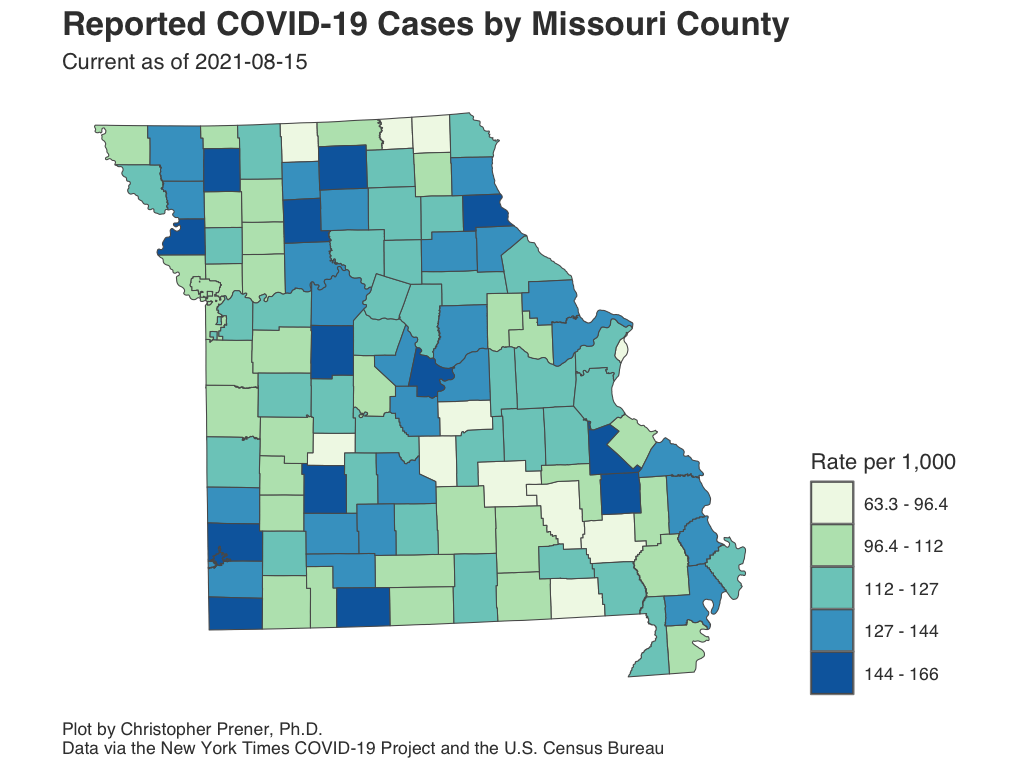 Reported COVID-19 Cases by Missouri County
Current as of 2021-08-15
Rate per 1,000
63.3 - 96.4
96.4 - 112
112 - 127
127 - 144
144 - 166
Plot by Christopher Prener, Ph.D.
Data via the New York Times COVID-19 Project and the U.S. Census Bureau